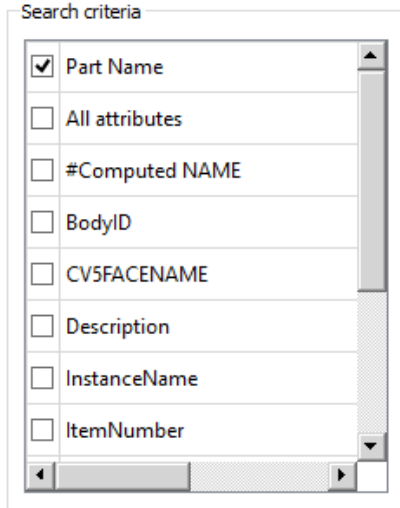 Search criteria
Part Name
All attributes
#Computed NAME
BodyID
CV5FACENAME
Description
InstanceName
ItemNumber